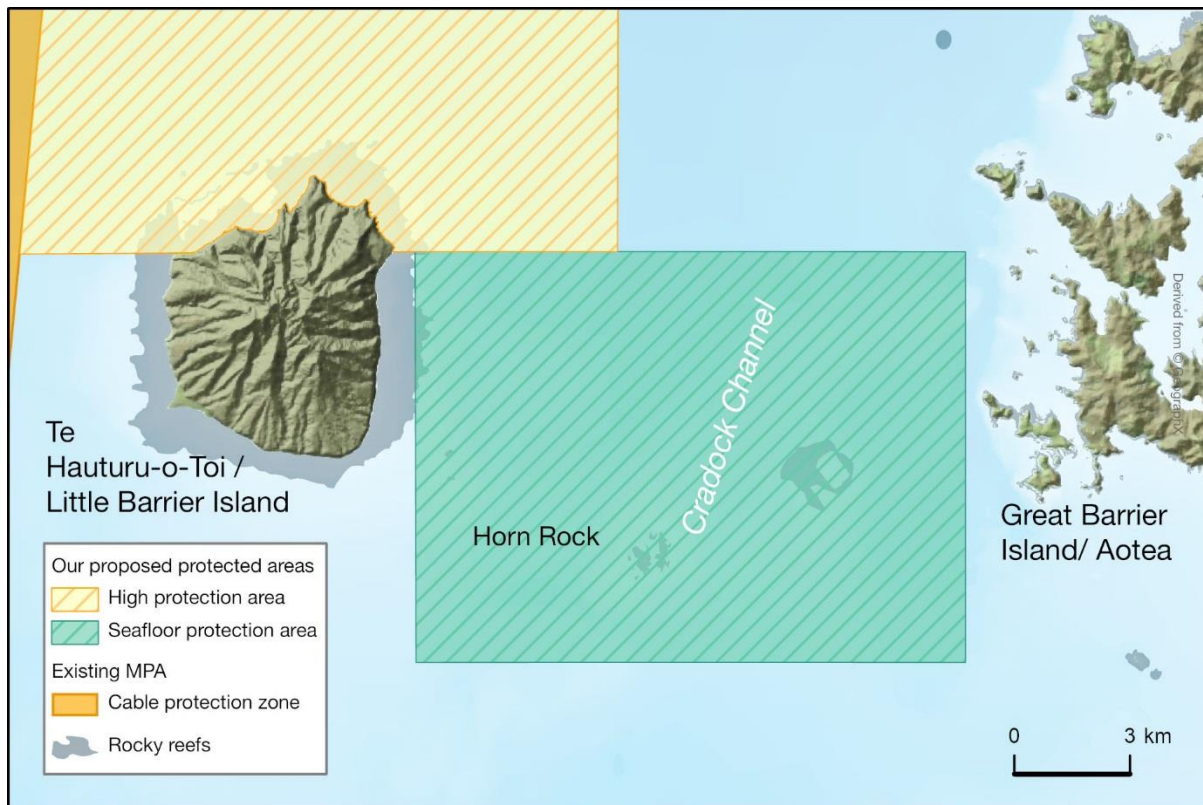 Te
Hauturu-o-Toi /
Little Barrier Island
Horn Rock
Cradock Channel
Great Barrier
Island/ Aotea
Derived from © Geographx
Our proposed protected areas
High protection area
Seafloor protection area
Existing MPA
Cable protection zone
Rocky reefs
0 3 km